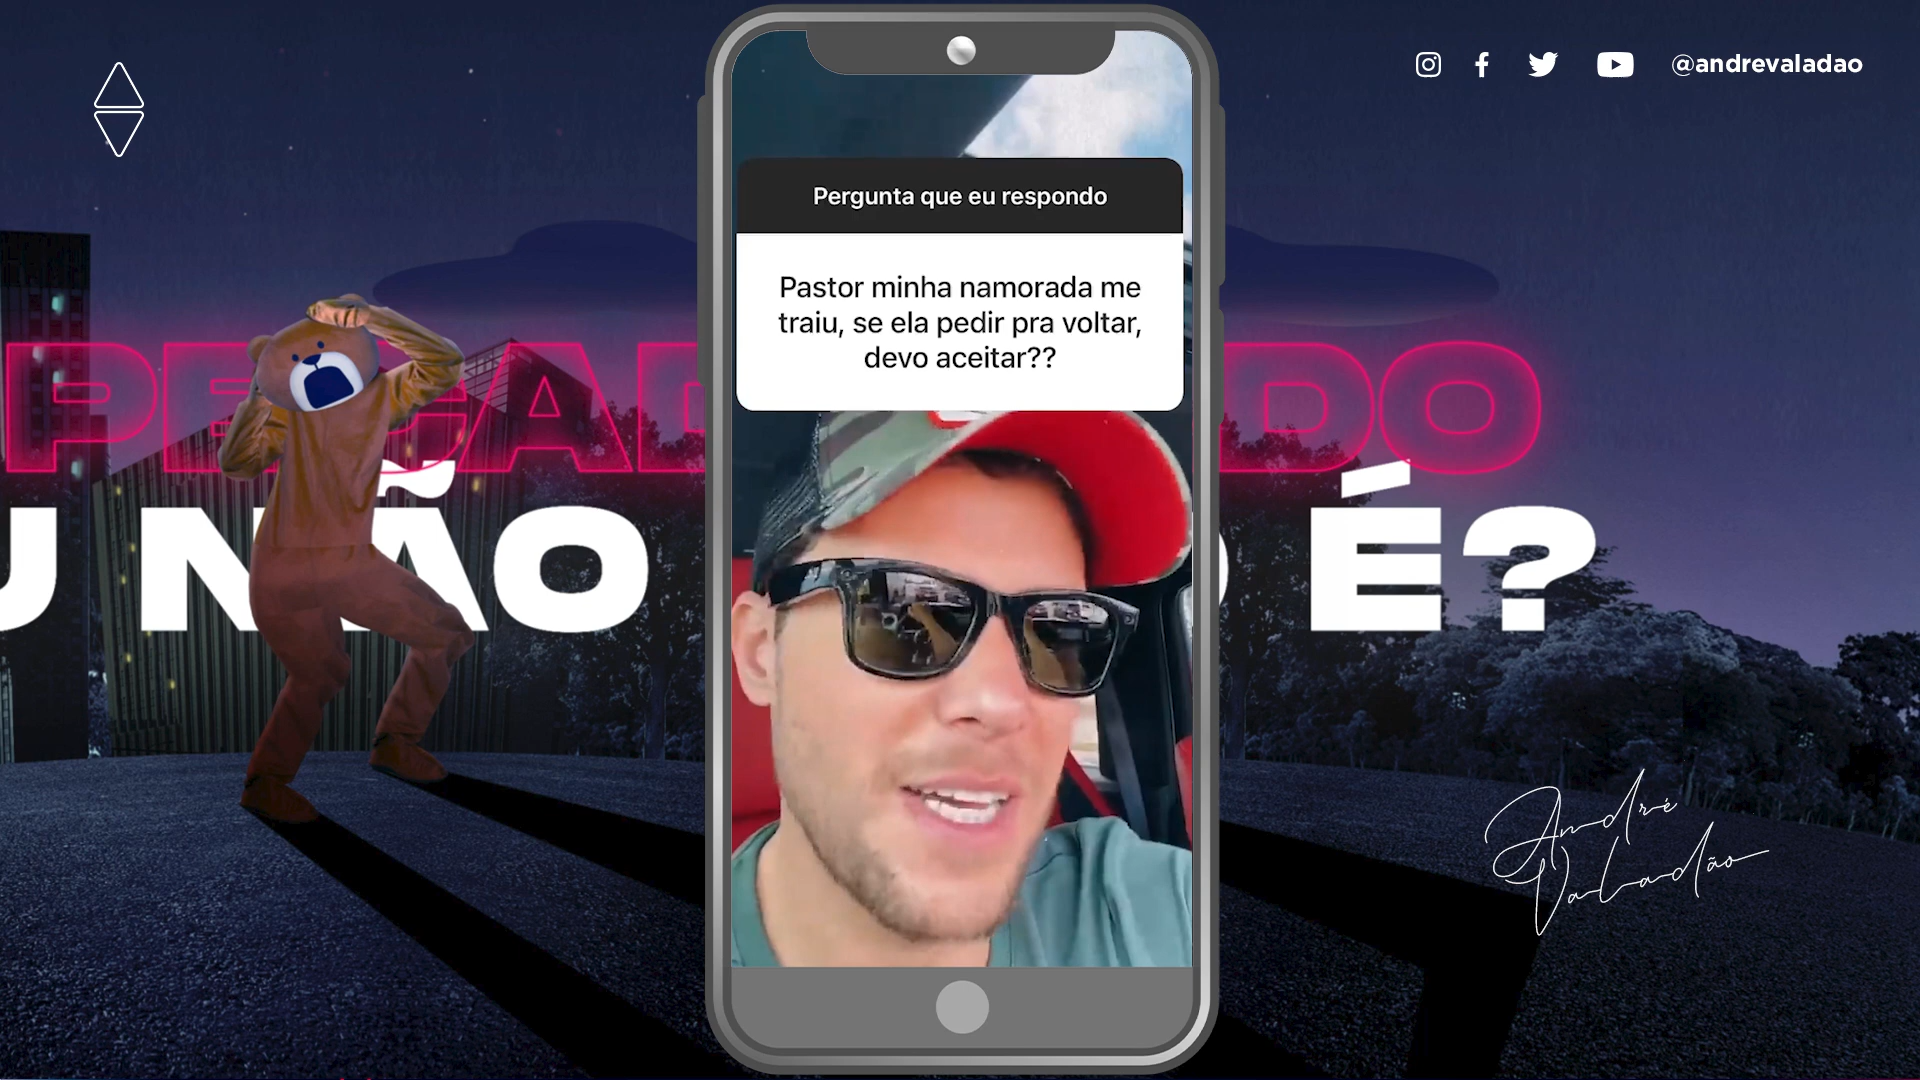 @andrevaladao
Pergunta que eu respondo
Pastor minha namorada me
traiu, se ela pedir pra voltar,
devo aceitar??
NÃO É?
André
Valadão